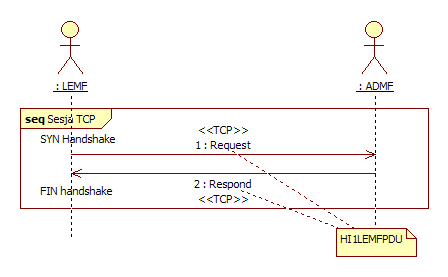 : LEMF
: ADMF
seq Sesja TCP
SYN Handshake
<<TCP>>
1 : Request
2 : Respond
FIN handshake
<<TCP>>
HI1LEMFPDU